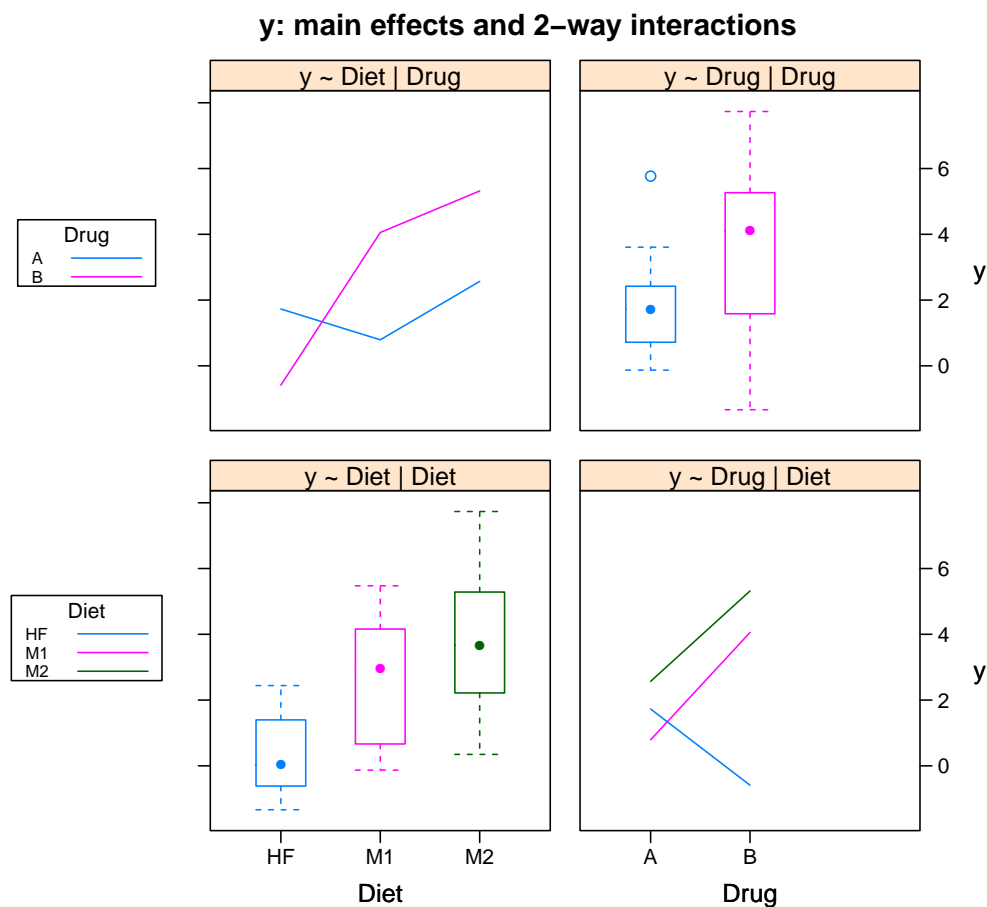 y: main effects and 2−way interactions
y ~ Diet | Drug
y ~ Drug | Drug
Drug
A
B
6
4
2
0
y
y ~ Diet | Diet
y ~ Drug | Diet
Diet
HF
M1
M2
6
4
2
0
y
HF M1 M2
A B
Diet
Drug